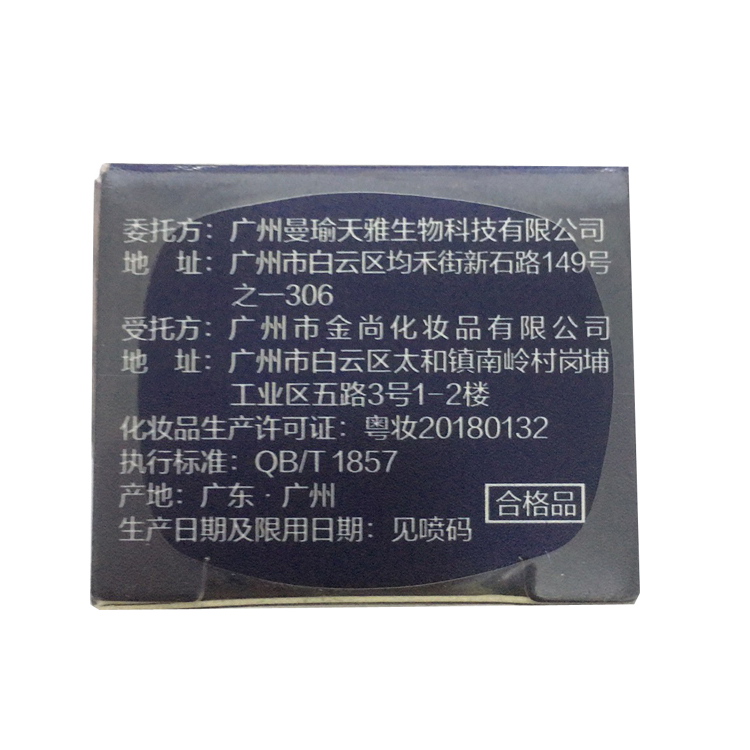 委托方：广州曼瑜天雅生物科技有限公司
地 址：广州市白云区均禾街新石路149号
之一306
受托方：广州市金尚化妆品有限公司
地 址：广州市白云区太和镇南岭村岗埔
工业区五路3号1-2楼
化妆品生产许可证：粤妆20180132
执行标准：QB/T 1857
产地：广东·广州
合格品
生产日期及限用日期：见喷码